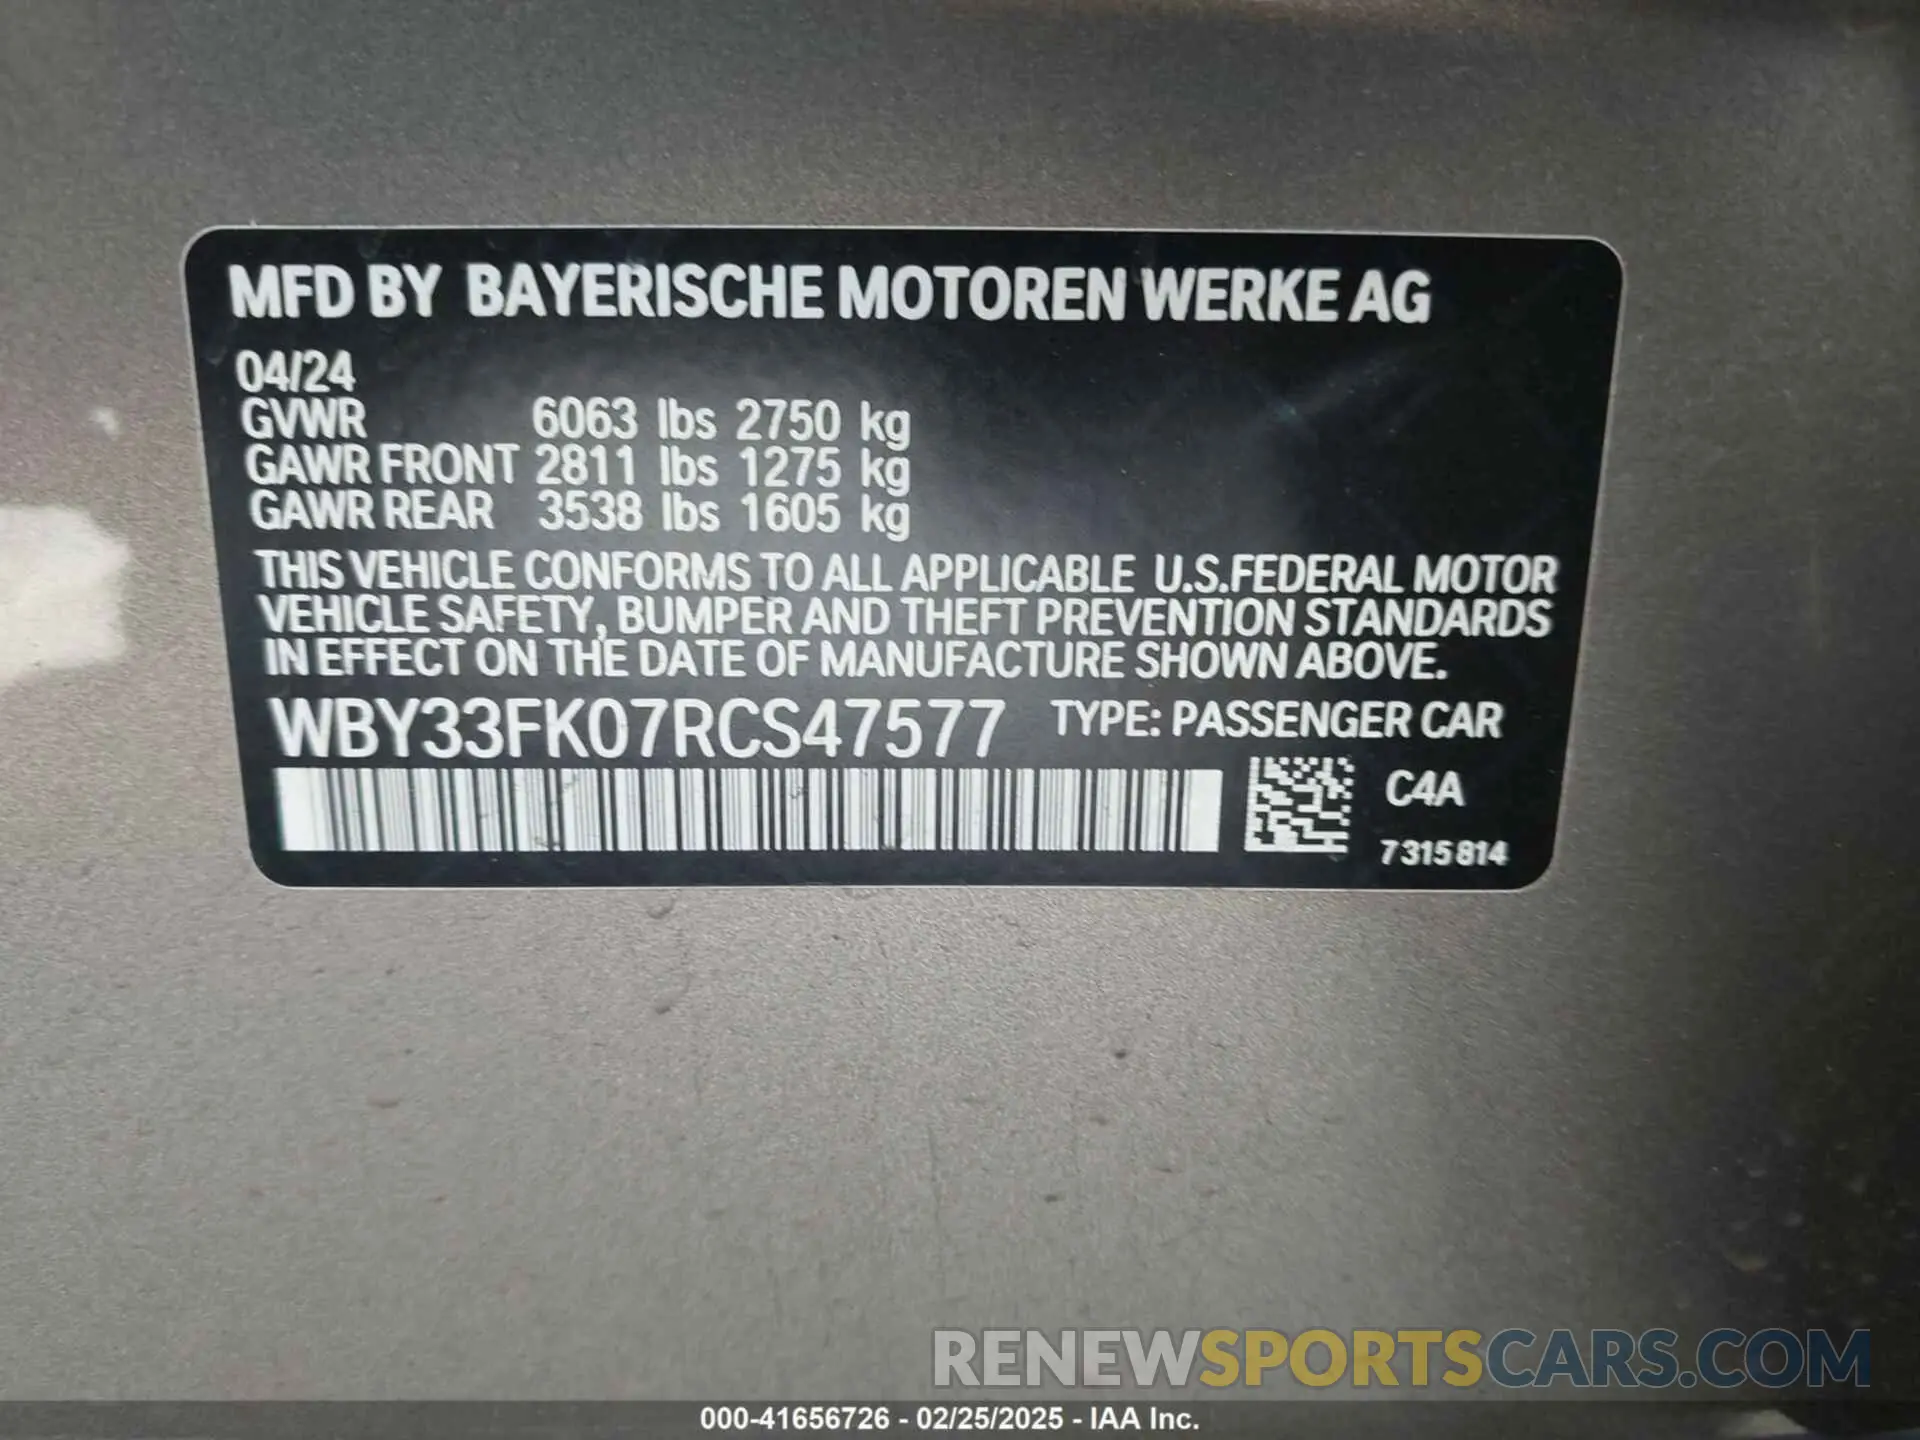 MFD BY BAYERISCHE MOTOREN WERKE AG
04/24
GVWR 6063 lbs 2750 kg
GAWR FRONT 2811 lbs 1275 kg
GAWR REAR 3538 lbs 1605 kg
THIS VEHICLE CONFORMS TO ALL APPLICABLE U.S.FEDERAL MOTOR
VEHICLE SAFETY, BUMPER AND THEFT PREVENTION STANDARDS
IN EFFECT ON THE DATE OF MANUFACTURE SHOWN ABOVE.
WBY33FK07RCS47577 TYPE: PASSENGER CAR
C4A
7315814
RENEWSPORTSCARS.COM
000-41656726 - 02/25/2025 - IAA Inc.